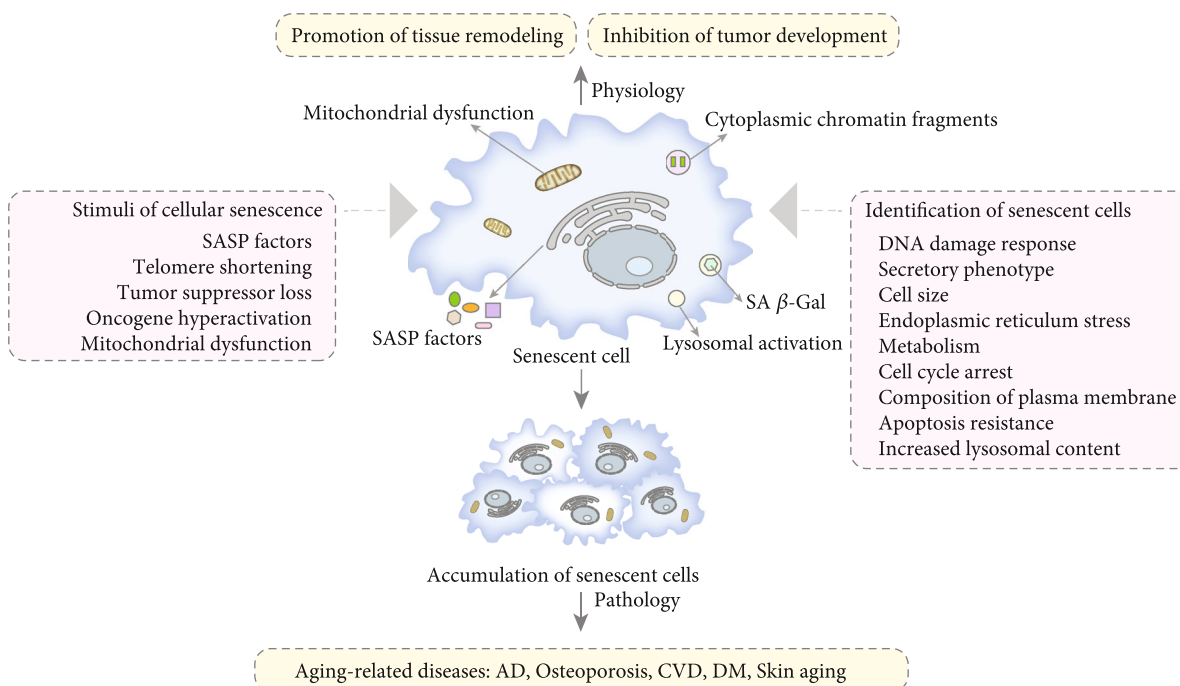 Promotion of tissue remodeling
Inhibition of tumor development
Physiology
Mitochondrial dysfunction
Cytoplasmic chromatin fragments
Stimuli of cellular senescence
SASP factors
Telomere shortening
Tumor suppressor loss
Oncogene hyperactivation
Mitochondrial dysfunction
Identification of senescent cells
DNA damage response
Secretory phenotype
Cell size
Endoplasmic reticulum stress
Metabolism
Cell cycle arrest
Composition of plasma membrane
Apoptosis resistance
Increased lysosomal content
SA β-Gal
SASP factors
Lysosomal activation
Senescent cell
Accumulation of senescent cells
Pathology
Aging-related diseases: AD, Osteoporosis, CVD, DM, Skin aging